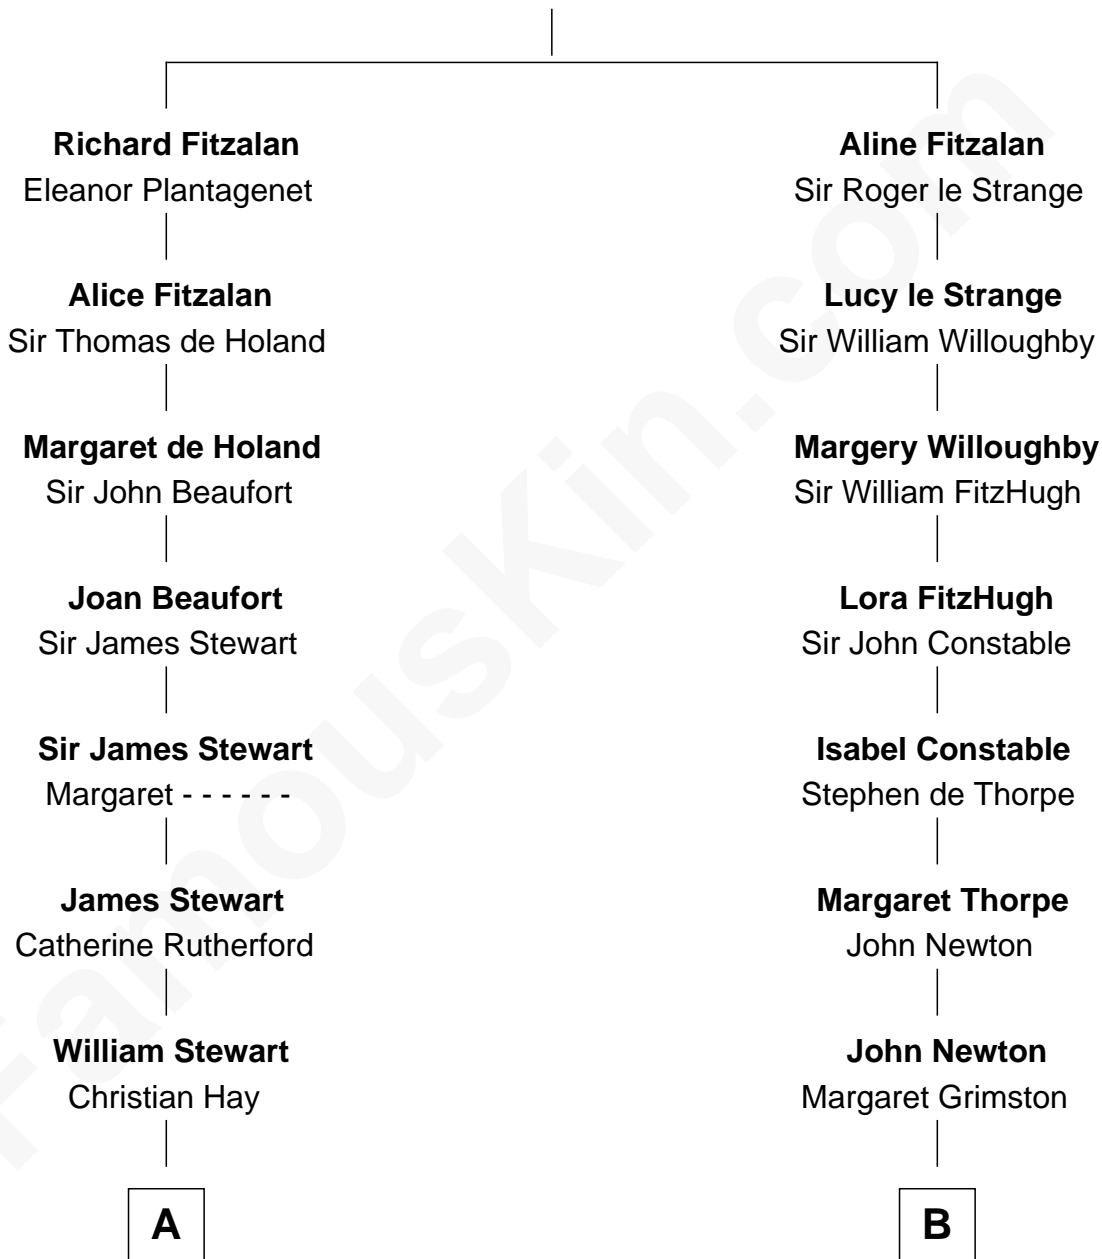 Richard Fitzalan
Eleanor Plantagenet
Alice Fitzalan
Sir Thomas de Holand
Margaret de Holand
Sir John Beaufort
Joan Beaufort
Sir James Stewart
Sir James Stewart
Margaret - - - - - -
James Stewart
Catherine Rutherford
William Stewart
Christian Hay
A
Aline Fitzalan
Sir Roger le Strange
Lucy le Strange
Sir William Willoughby
Margery Willoughby
Sir William FitzHugh
Lora FitzHugh
Sir John Constable
Isabel Constable
Stephen de Thorpe
Margaret Thorpe
John Newton
John Newton
Margaret Grimston
B
FamousKin.com